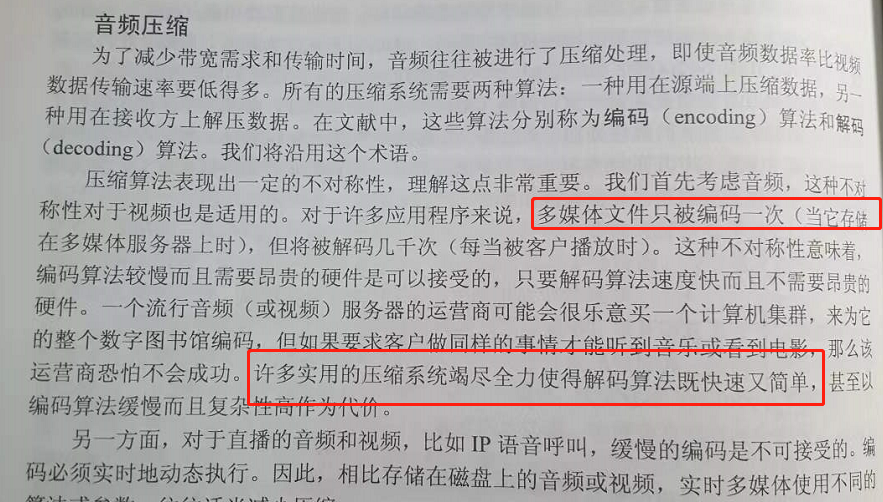 音频压缩
为了减少带宽需求和传输时间，音频往往被进行了压缩处理，即使音频数据率比视频
数据传输速率要低得多。所有的压缩系统需要两种算法：一种用在源端上压缩数据，另一
种用在接收方上解压数据。在文献中，这些算法分别称为编码（encoding）算法和解码
（decoding）算法。我们将沿用这个术语。
压缩算法表现出一定的不对称性，理解这点非常重要。我们首先考虑音频，这种不对
称性对于视频也是适用的。对于许多应用程序来说，多媒体文件只被编码一次（当它存储
在多媒体服务器上时），但将被解码几千次（每当被客户播放时）。这种不对称性意味着，
编码算法较慢而且需要昂贵的硬件是可以接受的，只要解码算法速度快而且不需要昂贵的
硬件。一个流行音频（或视频）服务器的运营商可能会很乐意买一个计算机集群，来为它
的整个数字图书馆编码，但如果要求客户做同样的事情才能听到音乐或看到电影，那么该
运营商恐怕不会成功。许多实用的压缩系统竭尽全力使得解码算法既快速又简单，甚至以
编码算法缓慢而且复杂性高作为代价。
另一方面，对于直播的音频和视频，比如 IP 语音呼叫，缓慢的编码是不可接受的。编
码必须实时地动态执行。因此，相比存储在磁盘上的音频或视频，实时多媒体使用不同的